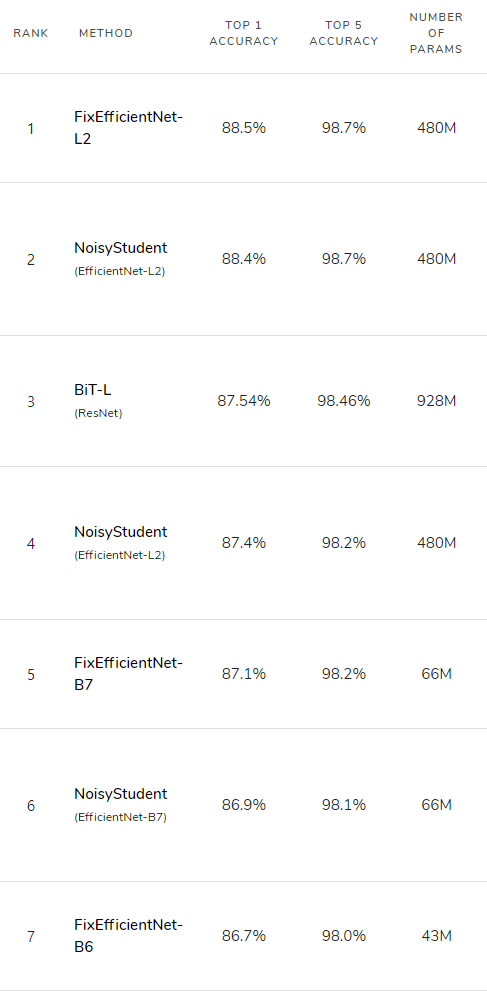 RANK METHOD TOP 1 ACCURACY TOP 5 ACCURACY NUMBER OF PARAMS
1 FixEfficientNet-L2 88.5% 98.7% 480M
2 NoisyStudent (EfficientNet-L2) 88.4% 98.7% 480M
3 BiT-L (ResNet) 87.54% 98.46% 928M
4 NoisyStudent (EfficientNet-L2) 87.4% 98.2% 480M
5 FixEfficientNet-B7 87.1% 98.2% 66M
6 NoisyStudent (EfficientNet-B7) 86.9% 98.1% 66M
7 FixEfficientNet-B6 86.7% 98.0% 43M